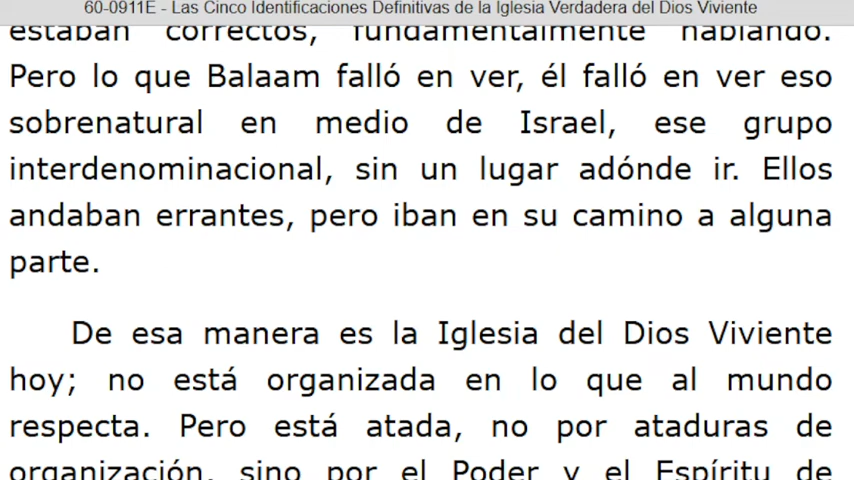 60-0911E - Las Cinco Identificaciones Definitivas de la Iglesia Verdadera del Dios Viviente
estaban correctos, fundamentalmente hablando.
Pero lo que Balaam falló en ver, él falló en ver eso
sobrenatural en medio de Israel, ese grupo
interdenominacional, sin un lugar adónde ir. Ellos
andaban errantes, pero iban en su camino a alguna
parte.
De esa manera es la Iglesia del Dios Viviente
hoy; no está organizada en lo que al mundo
respecta. Pero está atada, no por ataduras de
organización, sino por el Poder y el Espíritu de